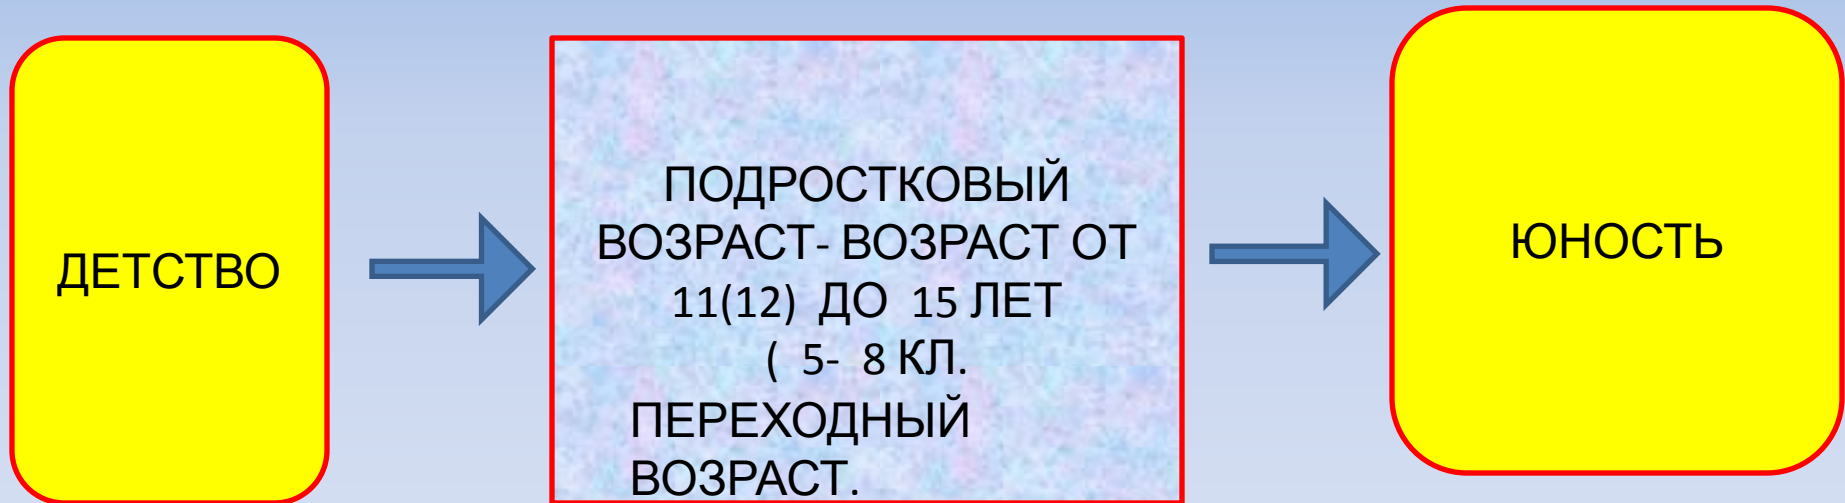 ДЕТСТВО
ПОДРОСТКОВЫЙ
ВОЗРАСТ- ВОЗРАСТ ОТ
11(12) ДО 15 ЛЕТ
( 5- 8 КЛ.
ПЕРЕХОДНЫЙ
ВОЗРАСТ.
ЮНОСТЬ